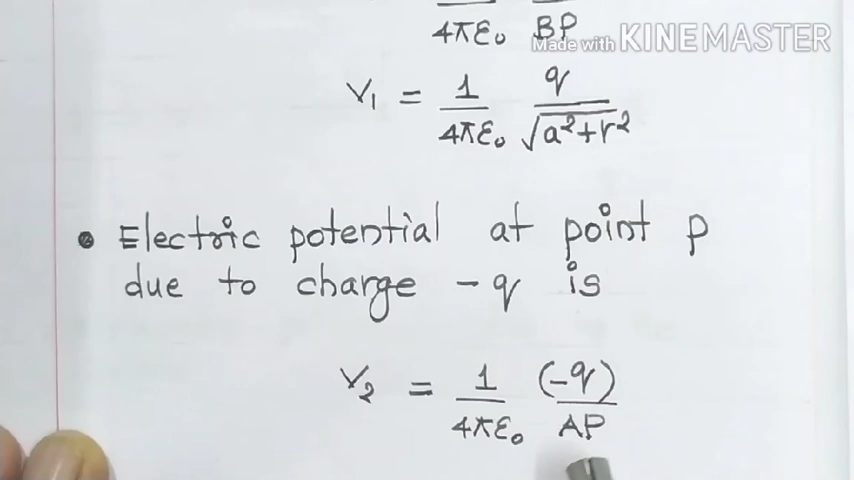 4πε₀ BP
Made with KINEMASTER
V₁ = 1/4πε₀ q/√a²+r²
• Electric potential at point P
due to charge -q is
V₂ = 1/4πε₀ (-q)/AP